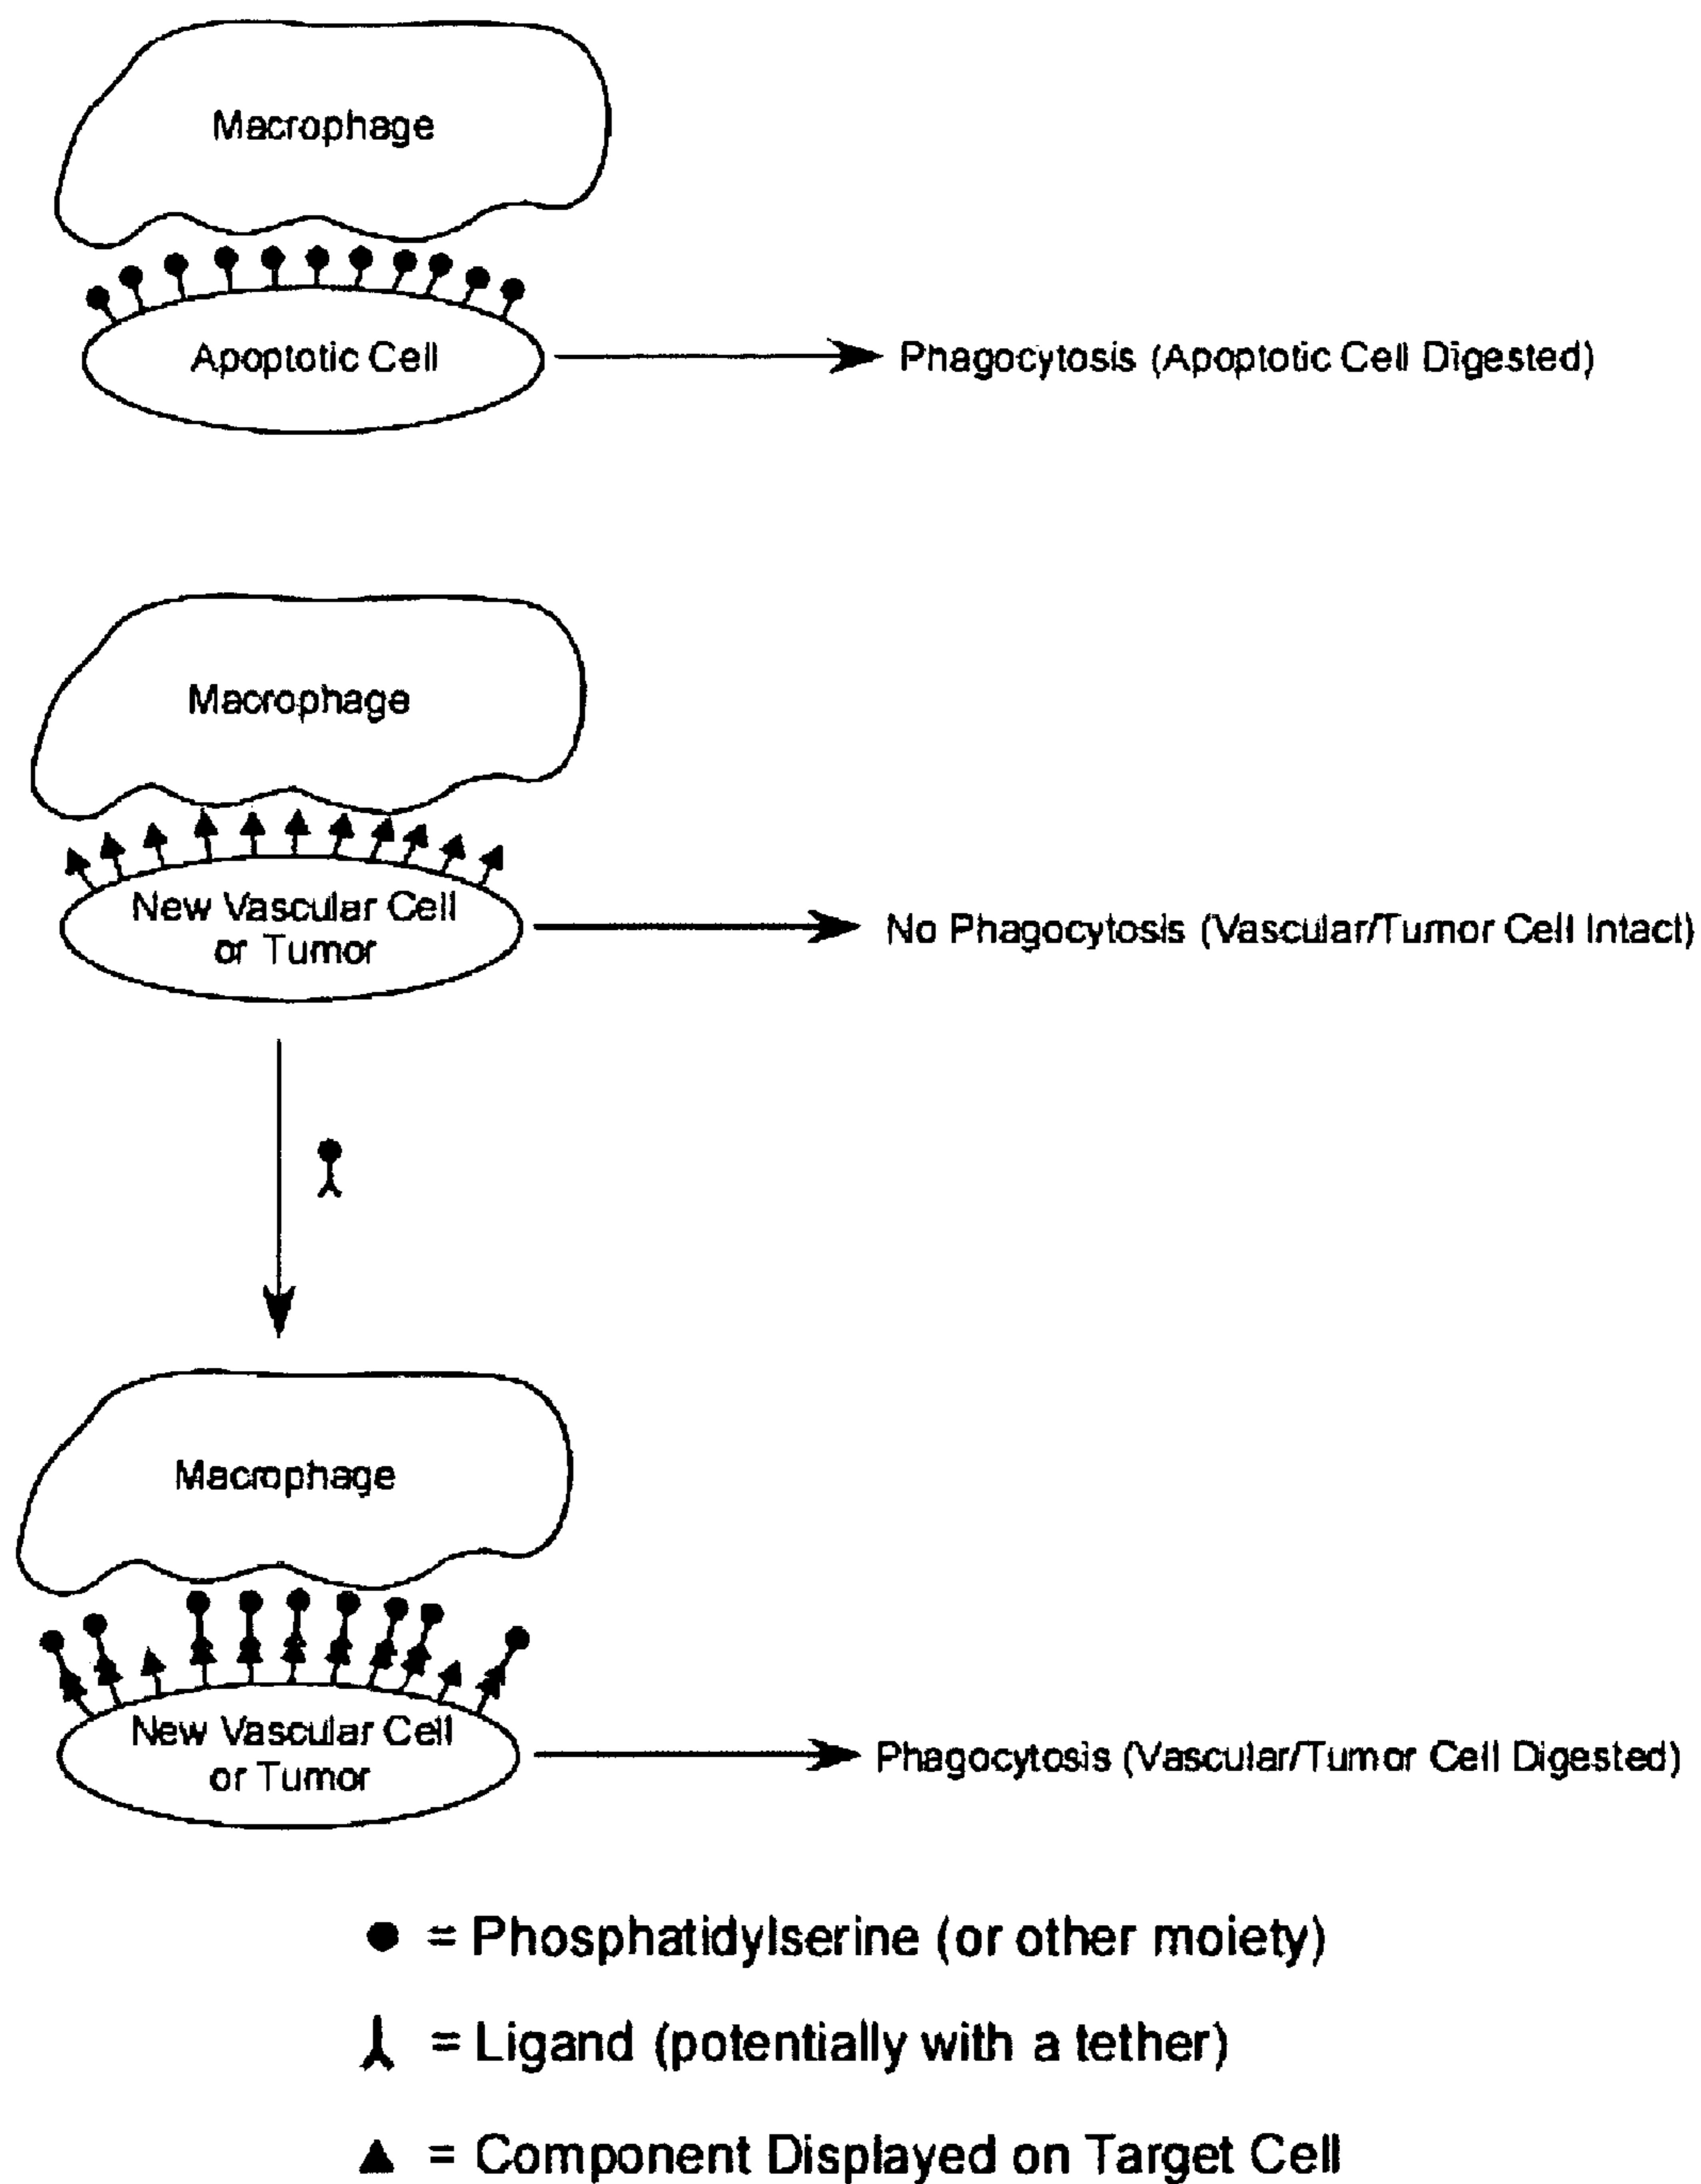 Macrophage
Apoptotic Cell
Phagocytosis (Apoptotic Cell Digested)
Macrophage
New Vascular Cell
or Tumor
No Phagocytosis (Vascular/Tumor Cell Intact)
Macrophage
New Vascular Cell
or Tumor
Phagocytosis (Vascular/Tumor Cell Digested)
= Phosphatidylserine (or other moiety)
= Ligand (potentially with a tether)
= Component Displayed on Target Cell